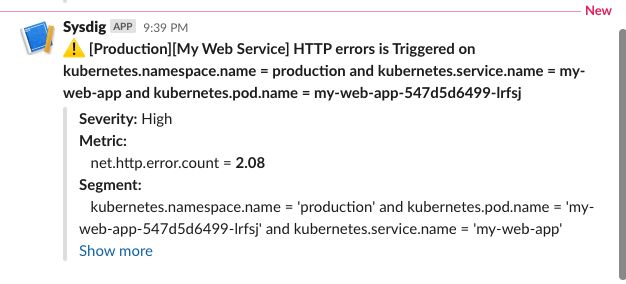 New
Sysdig APP 9:39 PM
⚠️ [Production][My Web Service] HTTP errors is Triggered on
kubernetes.namespace.name = production and kubernetes.service.name = my-
web-app and kubernetes.pod.name = my-web-app-547d5d6499-lrfsj
Severity: High
Metric:
net.http.error.count = 2.08
Segment:
kubernetes.namespace.name = 'production' and kubernetes.pod.name = 'my-
web-app-547d5d6499-lrfsj' and kubernetes.service.name = 'my-web-app'
Show more